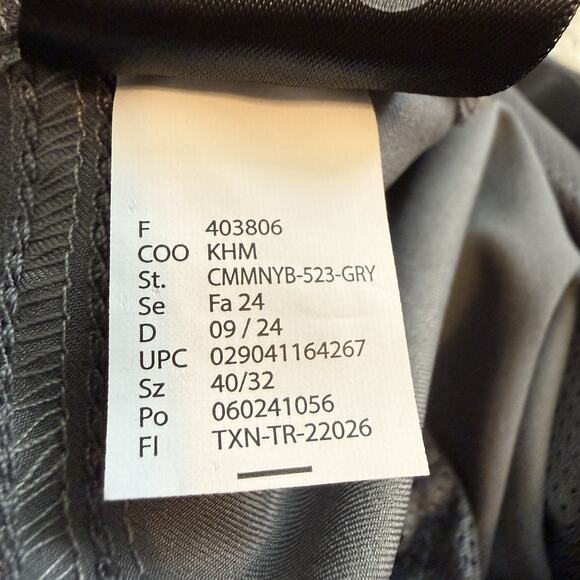 F 403806
COO KHM
St. CMMNYB-523-GRY
Se Fa 24
D 09 / 24
UPC 029041164267
Sz 40/32
Po 060241056
Fl TXN-TR-22026